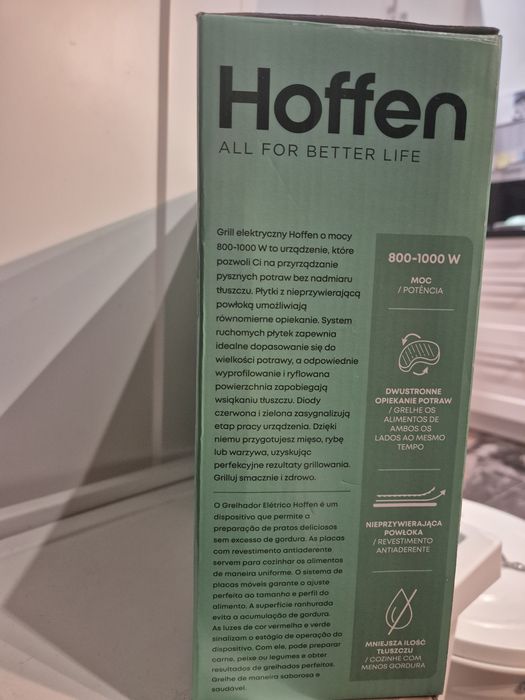 Hoffen
ALL FOR BETTER LIFE
Grill elektryczny Hoffen o mocy
800-1000 W to urządzenie, które
pozwoli Ci na przyrządzanie
pysznych potraw bez nadmiaru
tłuszczu. Płytki z nieprzywierającą
powłoką umożliwiają
równomierne opiekanie. System
ruchomych płytek zapewnia
idealne dopasowanie się do
wielkości potrawy, a odpowiednie
wyprofilowanie i ryflowana
powierzchnia zapobiegają
wsiąkaniu tłuszczu. Diody
czerwona i zielona zasygnalizują
etap pracy urządzenia. Dzięki
niemu przygotujesz mięso, rybę
lub warzywa, uzyskując
perfekcyjne rezultaty grillowania.
Grilluj smacznie i zdrowo.
O Grelhador Elétrico Hoffen é um
dispositivo que permite a
preparação de pratos deliciosos
sem excesso de gordura. As placas
com revestimento antiaderente
servem para cozinhar os alimentos
de maneira uniforme. O sistema de
placas móveis garante o ajuste
perfeito ao tamanho e perfil do
alimento. A superfície ranhurada
evita a acumulação de gordura.
As luzes de cor vermelha e verde
sinalizam o estágio de operação do
dispositivo. Com ele, pode preparar
carne, peixe ou legumes e obter
resultados de grelhados perfeitos.
Grelhe de maneira saborosa e
saudável.
800-1000 W
MOC
/ POTÊNCIA
DWUSTRONNE
OPIEKANIE POTRAW
/ GRELHE OS
ALIMENTOS DE
AMBOS OS
LADOS AO MESMO
TEMPO
NIEPRZYWIERAJĄCA
POWŁOKA
/ REVESTIMENTO
ANTIADERENTE
MNIEJSZA ILOŚĆ
TŁUSZCZU
/ COZINHE COM
MENOS GORDURA